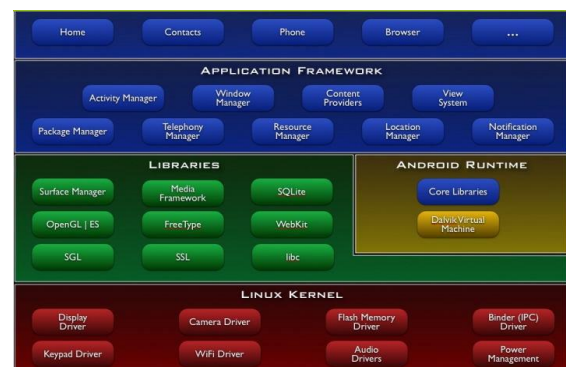 Home
Contacts
Phone
Browser
...
APPLICATION FRAMEWORK
Activity Manager
Window
Manager
Content
Providers
View
System
Package Manager
Telephony
Manager
Resource
Manager
Location
Manager
Notification
Manager
LIBRARIES
Surface Manager
Media
Framework
SQLite
OpenGL | ES
FreeType
WebKit
SGL
SSL
libc
ANDROID RUNTIME
Core Libraries
Dalvik Virtual
Machine
LINUX KERNEL
Display
Driver
Camera Driver
Flash Memory
Driver
Binder (IPC)
Driver
Keypad Driver
WiFi Driver
Audio
Drivers
Power
Management